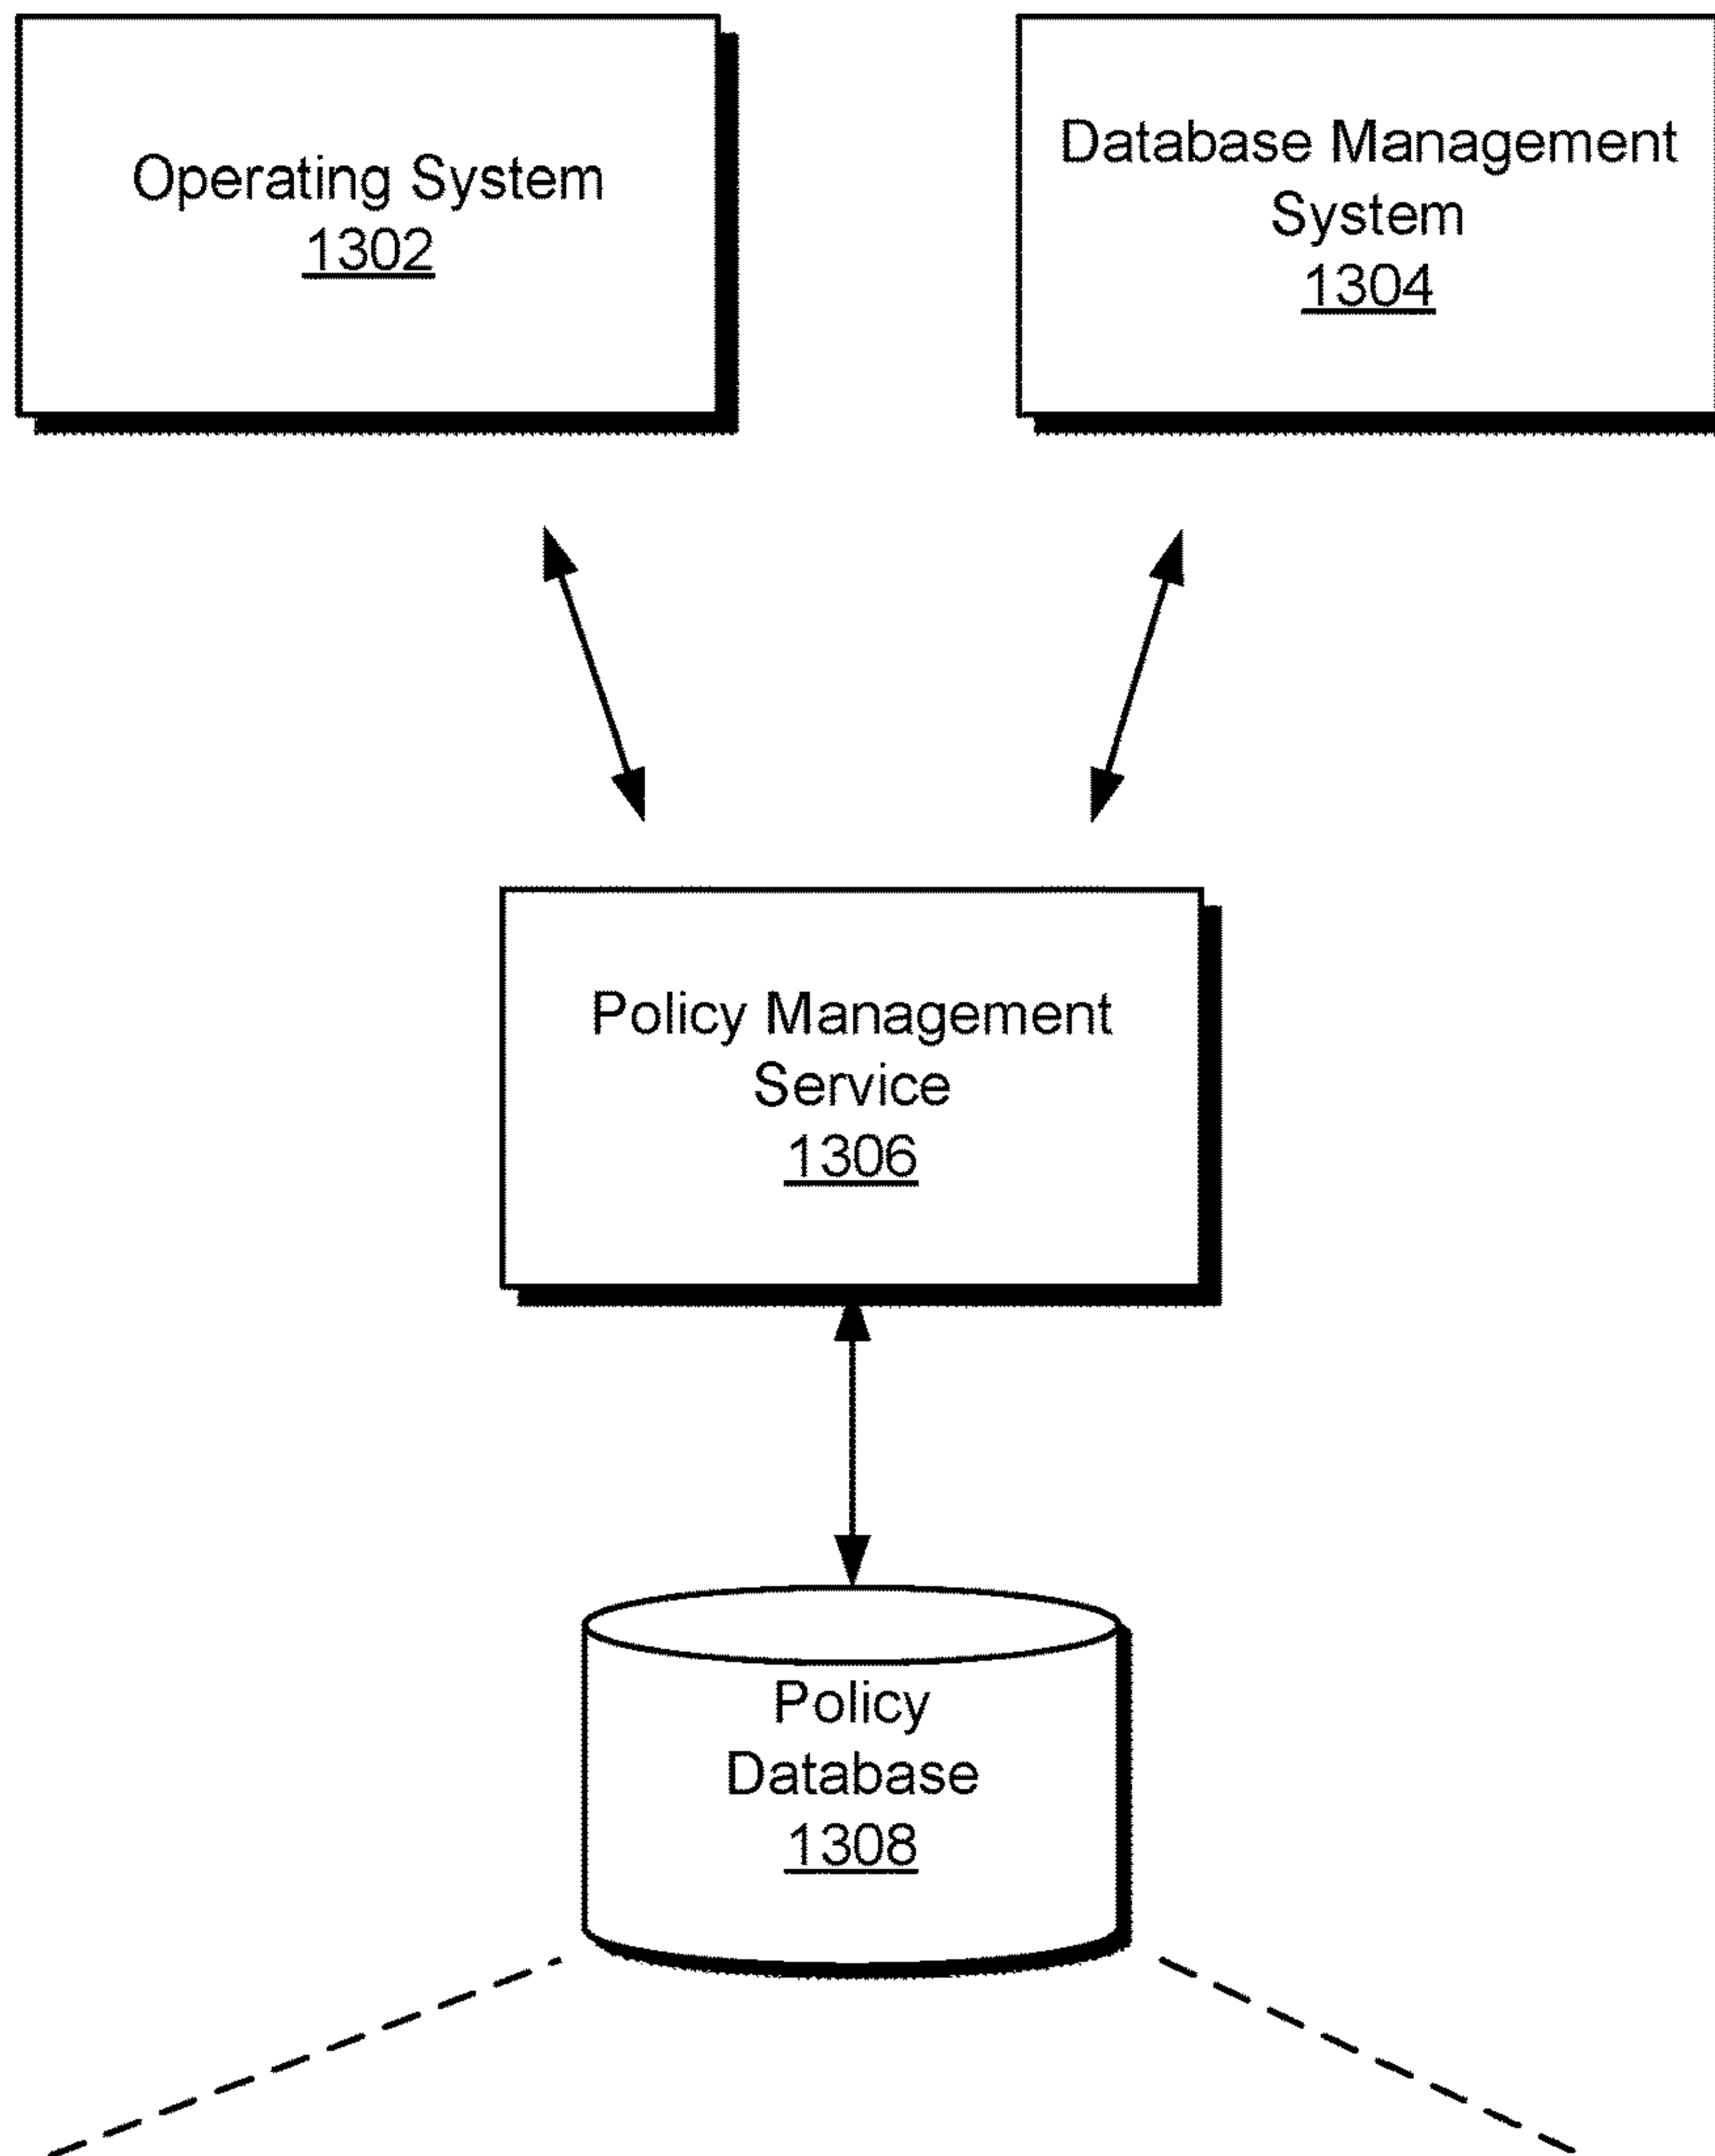 Operating System
1302
Database Management
System
1304
Policy Management
Service
1306
Policy
Database
1308